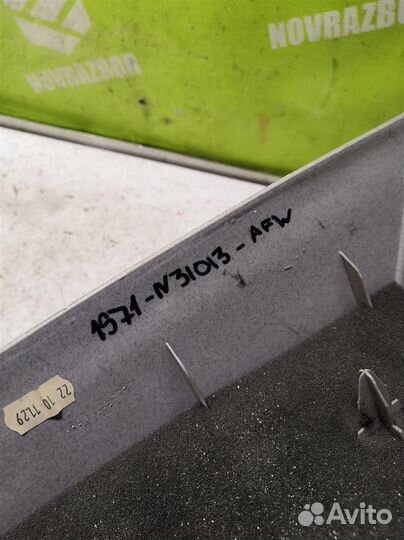 NOVRAZBOR
NOVRAZBOR
1971-N31013-AFW
22 10 1129
Avito